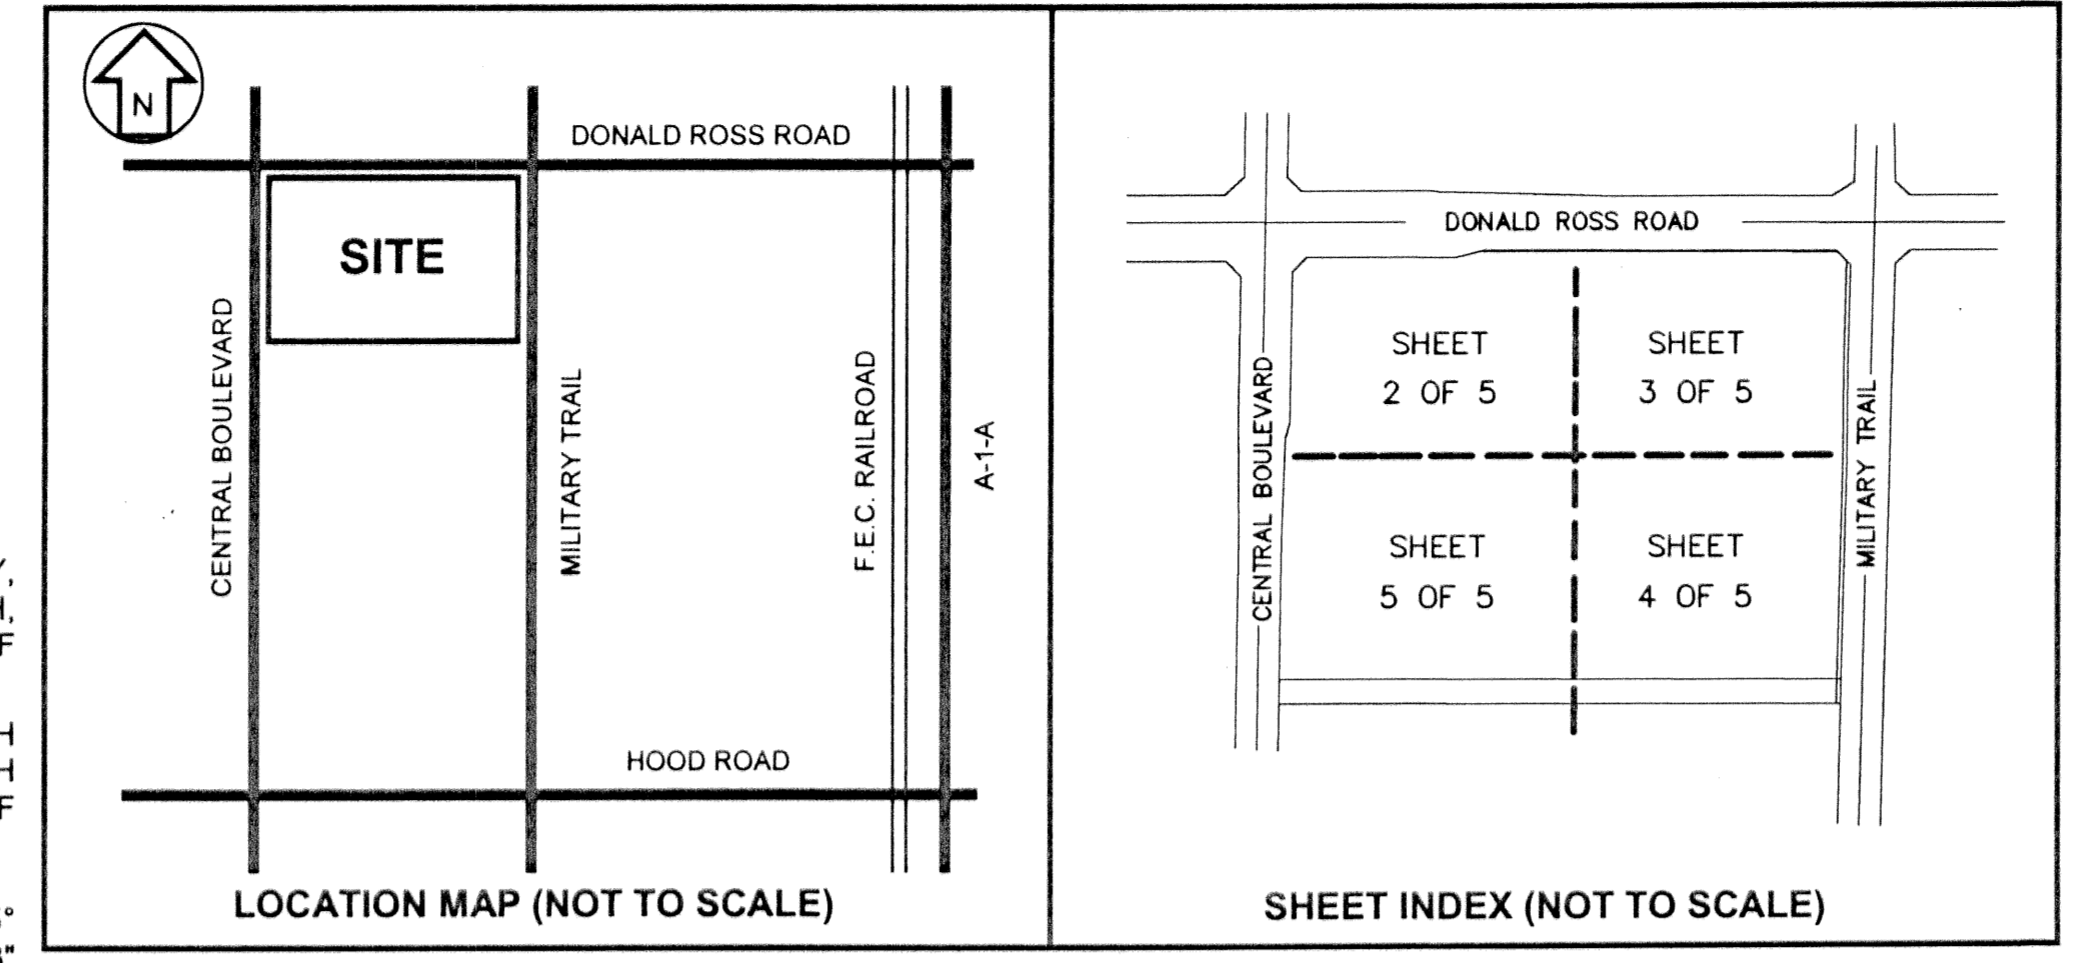 N
DONALD ROSS ROAD
SITE
CENTRAL BOULEVARD
MILITARY TRAIL
F.E.C. RAILROAD
A-1-A
HOOD ROAD
LOCATION MAP (NOT TO SCALE)
DONALD ROSS ROAD
SHEET
2 OF 5
SHEET
3 OF 5
CENTRAL BOULEVARD
MILITARY TRAIL
SHEET
5 OF 5
SHEET
4 OF 5
SHEET INDEX (NOT TO SCALE)